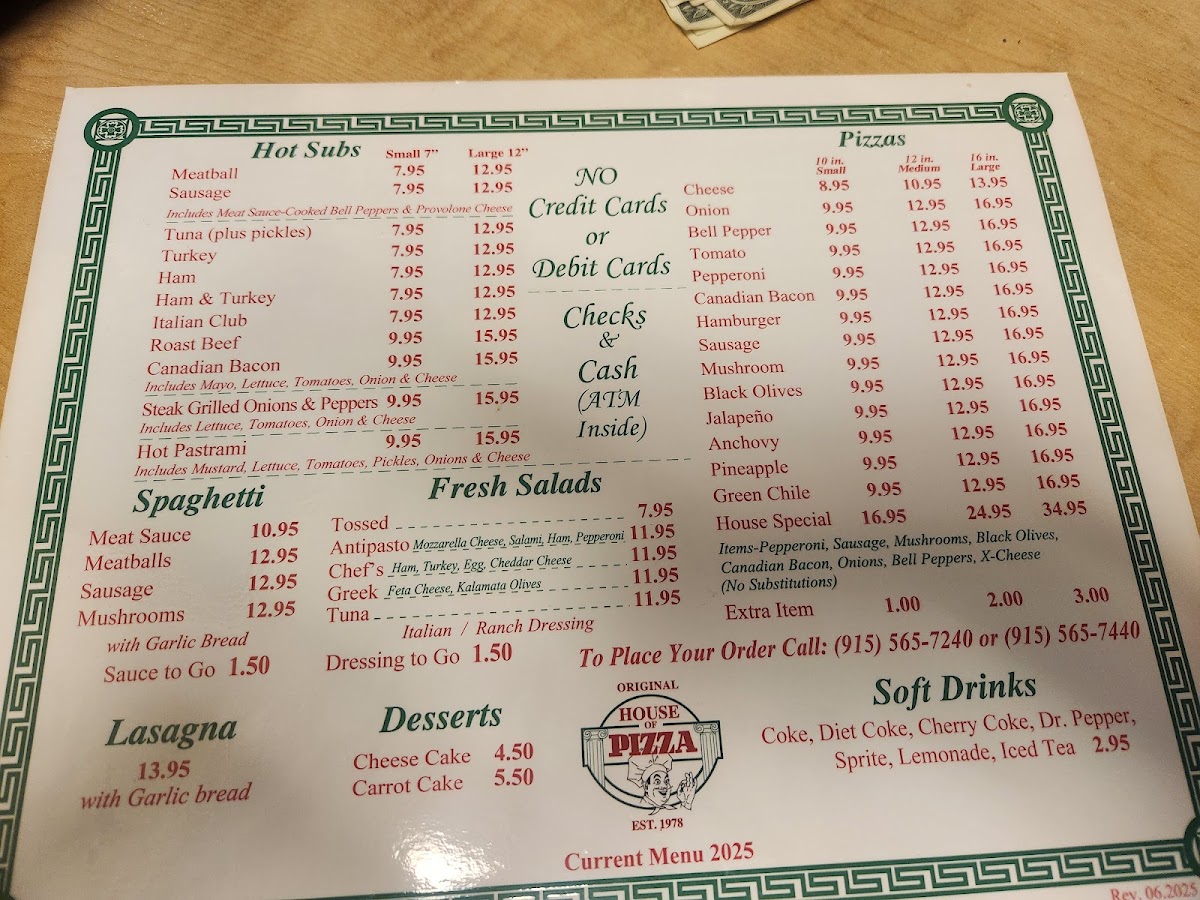 Hot Subs Small 7" Large 12"
Meatball 7.95 12.95
Sausage 7.95 12.95
Includes Meat Sauce-Cooked Bell Peppers & Provolone Cheese
Tuna (plus pickles) 7.95 12.95
Turkey 7.95 12.95
Ham 7.95 12.95
Ham & Turkey 7.95 12.95
Italian Club 7.95 12.95
Roast Beef 9.95 15.95
Canadian Bacon 9.95 15.95
Includes Mayo, Lettuce, Tomatoes, Onion & Cheese
Steak Grilled Onions & Peppers 9.95 15.95
Includes Lettuce, Tomatoes, Onion & Cheese
Hot Pastrami 9.95 15.95
Includes Mustard, Lettuce, Tomatoes, Pickles, Onions & Cheese
NO
Credit Cards
or
Debit Cards
Checks
&
Cash
(ATM
Inside)
Pizzas
10 in. 12 in. 16 in.
Small Medium Large
Cheese 8.95 10.95 13.95
Onion 9.95 12.95 16.95
Bell Pepper 9.95 12.95 16.95
Tomato 9.95 12.95 16.95
Pepperoni 9.95 12.95 16.95
Canadian Bacon 9.95 12.95 16.95
Hamburger 9.95 12.95 16.95
Sausage 9.95 12.95 16.95
Mushroom 9.95 12.95 16.95
Black Olives 9.95 12.95 16.95
Jalapeño 9.95 12.95 16.95
Anchovy 9.95 12.95 16.95
Pineapple 9.95 12.95 16.95
Green Chile 9.95 12.95 16.95
House Special 16.95 24.95 34.95
Items-Pepperoni, Sausage, Mushrooms, Black Olives,
Canadian Bacon, Onions, Bell Peppers, X-Cheese
(No Substitutions)
Extra Item 1.00 2.00 3.00
Spaghetti
Meat Sauce 10.95
Meatballs 12.95
Sausage 12.95
Mushrooms 12.95
with Garlic Bread
Sauce to Go 1.50
Fresh Salads
Tossed 7.95
Antipasto Mozzarella Cheese, Salami, Ham, Pepperoni 11.95
Chef's Ham, Turkey, Egg, Cheddar Cheese 11.95
Greek Feta Cheese, Kalamata Olives 11.95
Tuna 11.95
Italian / Ranch Dressing
Dressing to Go 1.50
To Place Your Order Call: (915) 565-7240 or (915) 565-7440
Lasagna
13.95
with Garlic bread
Desserts
Cheese Cake 4.50
Carrot Cake 5.50
ORIGINAL
HOUSE
OF
PIZZA
EST. 1978
Soft Drinks
Coke, Diet Coke, Cherry Coke, Dr. Pepper,
Sprite, Lemonade, Iced Tea 2.95
Current Menu 2025
Rev. 06.2025